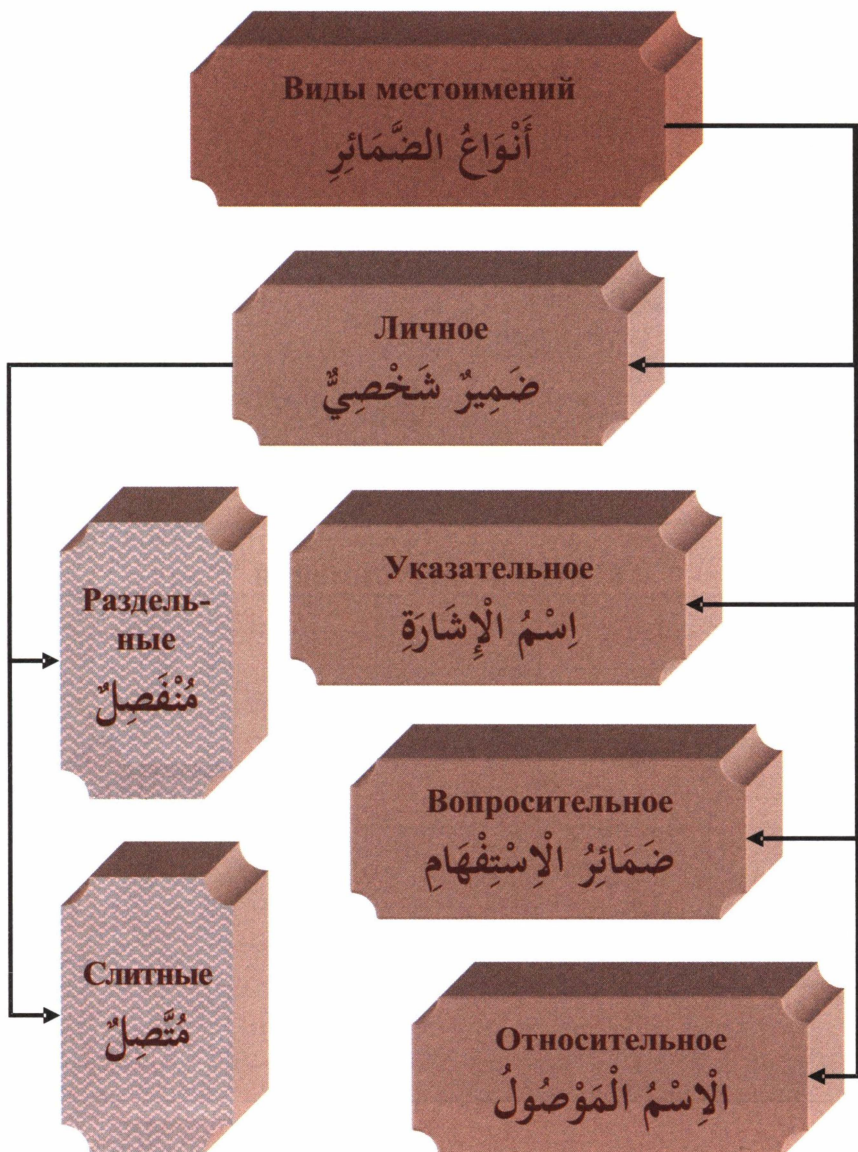 Виды местоимений
أَنْوَاعُ الضَّمَائِرِ
Личное
ضَمِيرٌ شَخْصِيٌّ
Раздель-
ные
مُنْفَصِلٌ
Указательное
اِسْمُ الْإِشَارَةِ
Вопросительное
ضَمَائِرُ الْاِسْتِفْهَامِ
Слитные
مُتَّصِلٌ
Относительное
الْاِسْمُ الْمَوْصُولُ